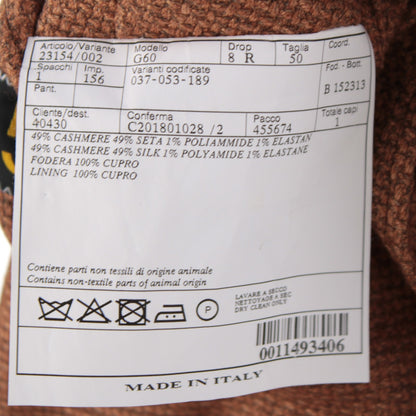 Articolo/Variante Modello Drop Taglia Coord.
23154/002 G60 8 R 50
Spacchi Imp. Varianti codificate Fod. - Bott.
1 156 037-053-189 B 152313
Pant.
Cliente/dest. Conferma Pacco Totale capi
40430 C201801028 /2 455674 1
49% CASHMERE 49% SETA 1% POLIAMMIDE 1% ELASTAN
49% CASHMERE 49% SILK 1% POLYAMIDE 1% ELASTANE
FODERA 100% CUPRO
LINING 100% CUPRO
Contiene parti non tessili di origine animale
Contains non-textile parts of animal origin
P
LAVARE A SECCO
NETTOYAGE A SEC
DRY CLEAN ONLY
0011493406
MADE IN ITALY